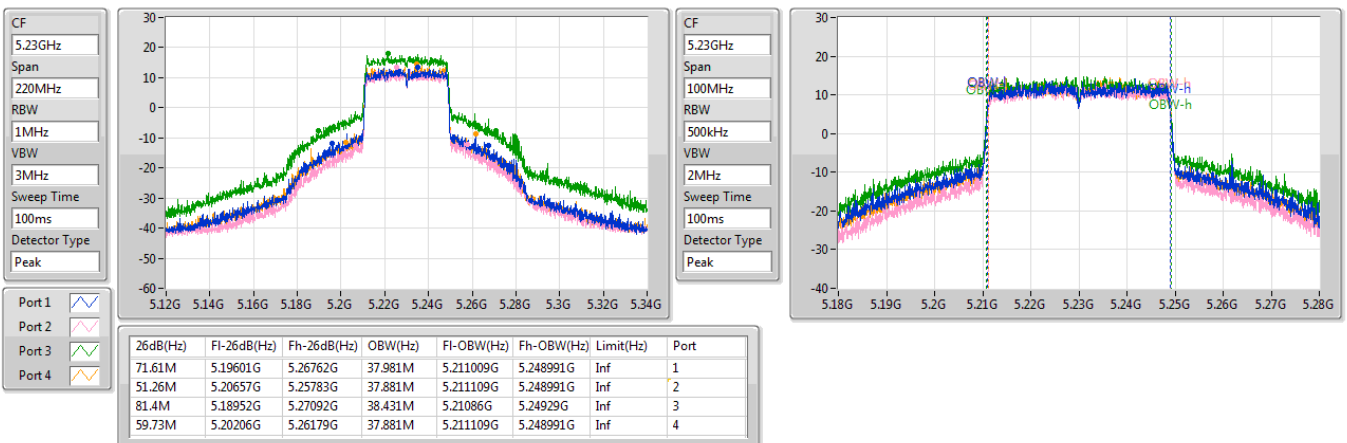 CF
5.23GHz
Span
220MHz
RBW
1MHz
VBW
3MHz
Sweep Time
100ms
Detector Type
Peak
30
20
10
0
-10
-20
-30
-40
-50
-60
5.12G 5.14G 5.16G 5.18G 5.2G 5.22G 5.24G 5.26G 5.28G 5.3G 5.32G 5.34G
CF
5.23GHz
Span
100MHz
RBW
500kHz
VBW
2MHz
Sweep Time
100ms
Detector Type
Peak
30
20
10
0
-10
-20
-30
-40
OBW-h
5.18G 5.19G 5.2G 5.21G 5.22G 5.23G 5.24G 5.25G 5.26G 5.27G 5.28G
Port 1
Port 2
Port 3
Port 4
26dB(Hz) Fl-26dB(Hz) Fh-26dB(Hz) OBW(Hz) Fl-OBW(Hz) Fh-OBW(Hz) Limit(Hz) Port
71.61M 5.19601G 5.26762G 37.981M 5.211009G 5.248991G Inf 1
51.26M 5.20657G 5.25783G 37.881M 5.211109G 5.248991G Inf 2
81.4M 5.18952G 5.27092G 38.431M 5.21086G 5.24929G Inf 3
59.73M 5.20206G 5.26179G 37.881M 5.211109G 5.248991G Inf 4